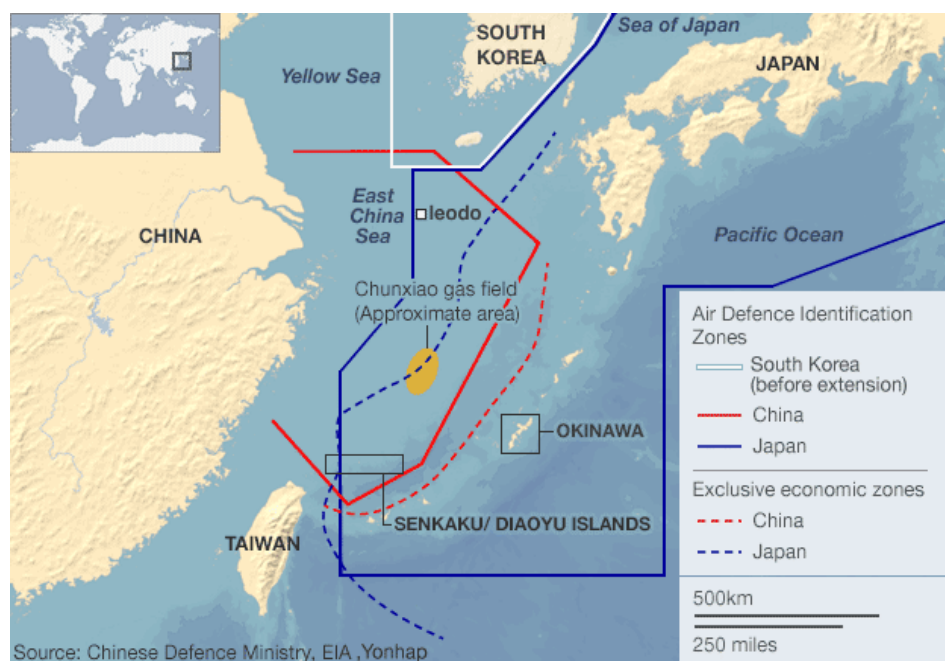 SOUTH
KOREA
Sea of Japan
Yellow Sea
JAPAN
East
China
Sea
Ieodo
CHINA
Pacific Ocean
Chunxiao gas field
(Approximate area)
OKINAWA
SENKAKU/ DIAOYU ISLANDS
TAIWAN
Air Defence Identification
Zones
South Korea
(before extension)
China
Japan
Exclusive economic zones
China
Japan
500km
250 miles
Source: Chinese Defence Ministry, EIA ,Yonhap